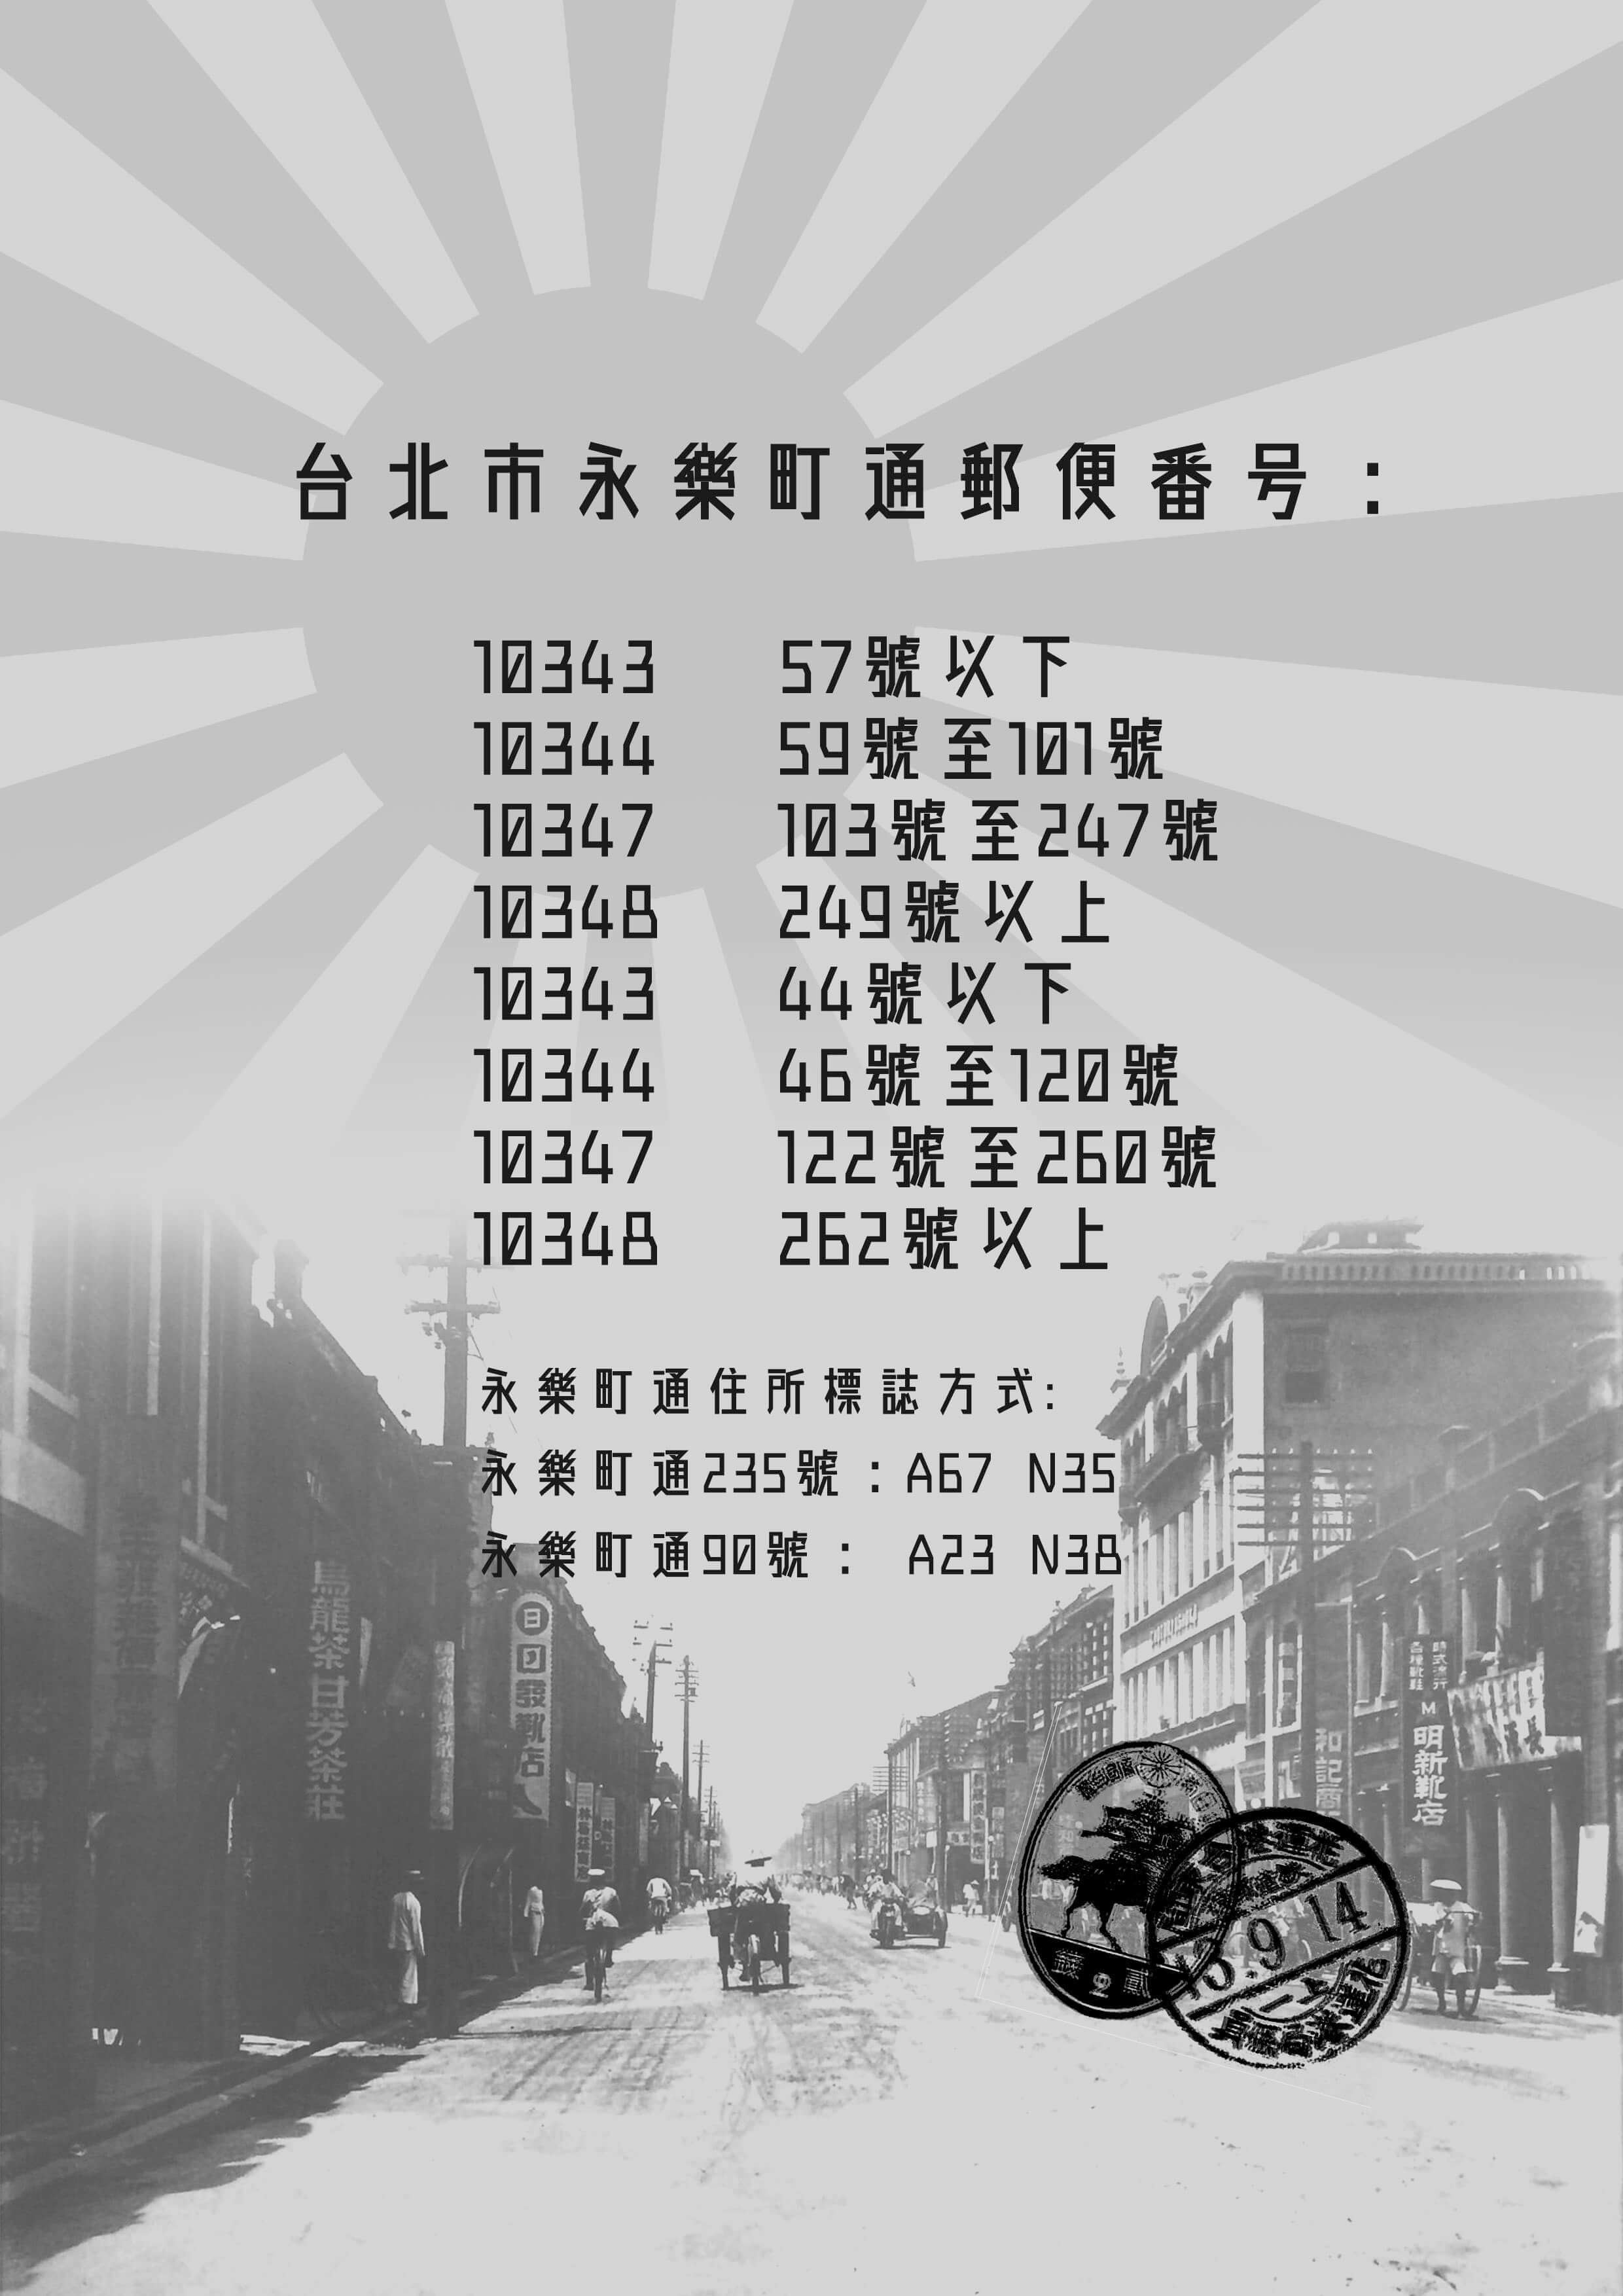 台北市永樂町通郵便番号：
10343 57號以下
10344 59號至101號
10347 103號至247號
10348 249號以上
10343 44號以下
10344 46號至120號
10347 122號至260號
10348 262號以上
永樂町通住所標誌方式:
永樂町通235號：A67 N35
永樂町通90號： A23 N38
烏龍茶甘芳茶莊
日發靴店
和記
M
明新靴店
2
9 14